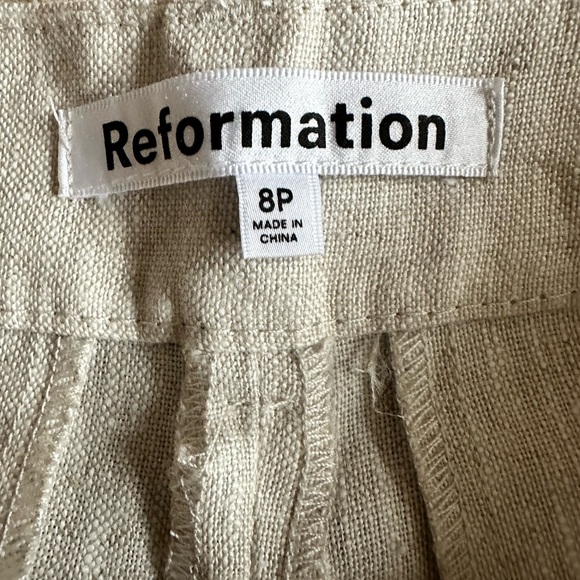 Reformation
8P
MADE IN
CHINA